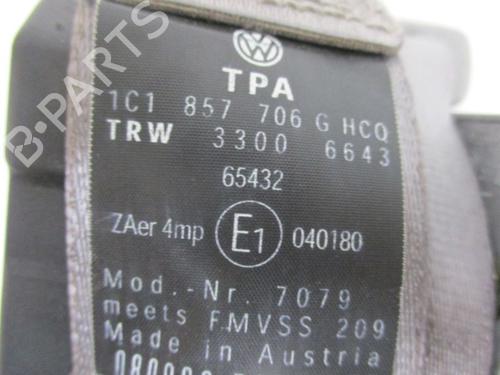 TPA
1C1 857 706 G HCQ
TRW 3300 6643
65432
ZAer 4mp E1 040180
Mod.-Nr. 7079
meets FMVSS 209
Made in Austria